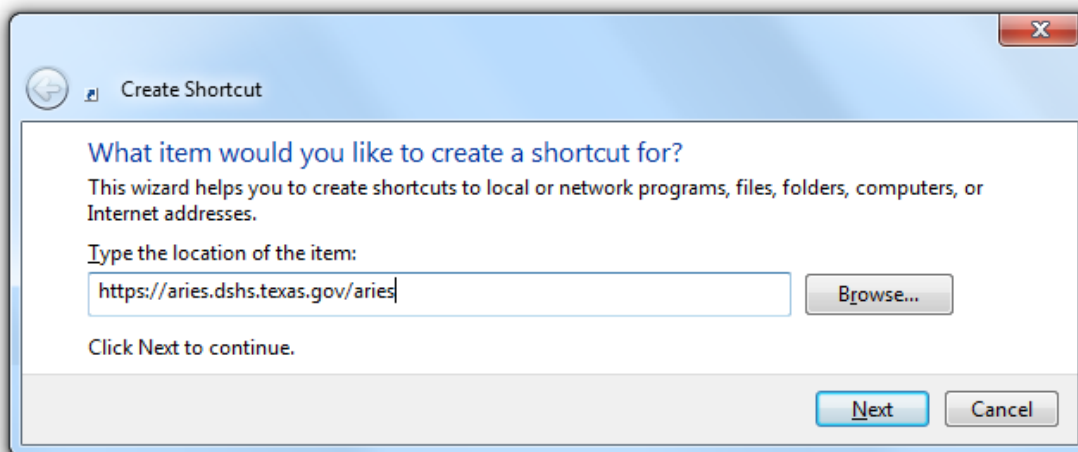 Create Shortcut
What item would you like to create a shortcut for?
This wizard helps you to create shortcuts to local or network programs, files, folders, computers, or
Internet addresses.
Type the location of the item:
https://aries.dshs.texas.gov/aries
Browse...
Click Next to continue.
Next
Cancel